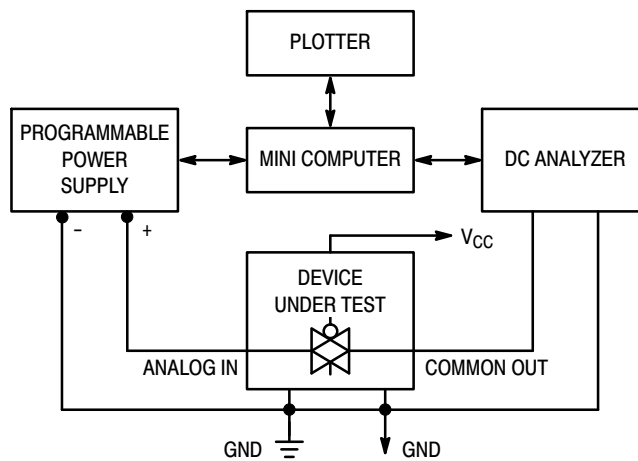 PLOTTER
PROGRAMMABLE
POWER
SUPPLY
MINI COMPUTER
DC ANALYZER
– +
VCC
DEVICE
UNDER TEST
ANALOG IN
COMMON OUT
GND
GND